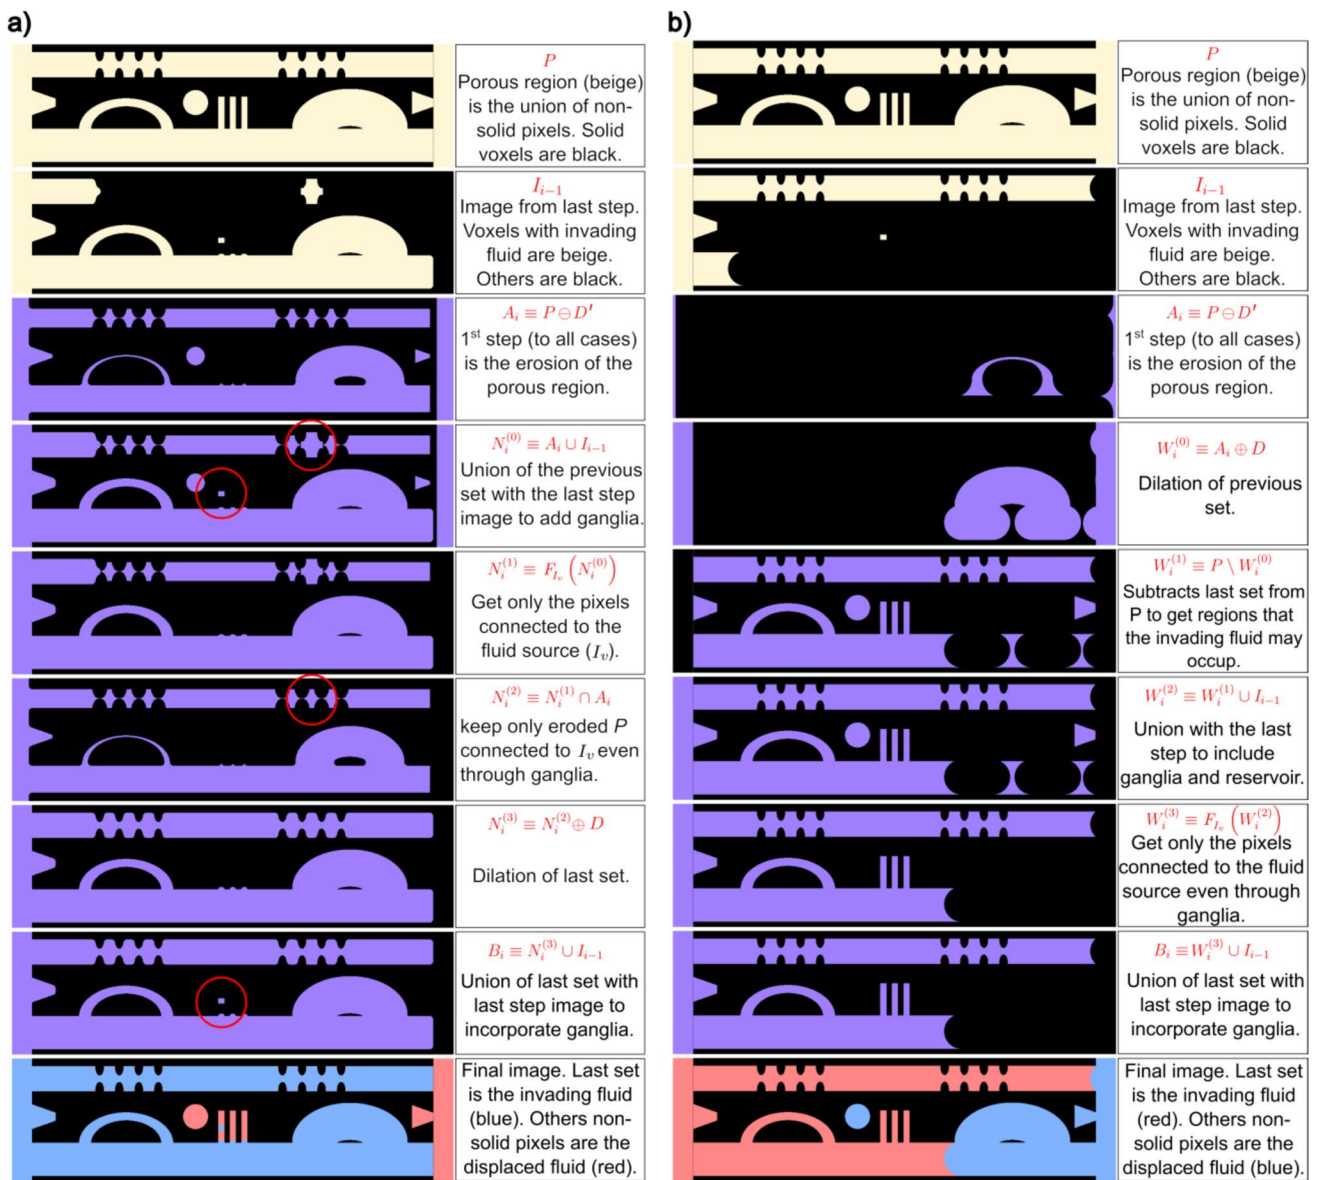 a)
P
Porous region (beige)
is the union of non-
solid pixels. Solid
voxels are black.
I_{i-1}
Image from last step.
Voxels with invading
fluid are beige.
Others are black.
A_i ≡ P ⊖ D'
1st step (to all cases)
is the erosion of the
porous region.
N_i^{(0)} ≡ A_i ∪ I_{i-1}
Union of the previous
set with the last step
image to add ganglia.
N_i^{(1)} ≡ F_{I_v} (N_i^{(0)})
Get only the pixels
connected to the
fluid source (I_v).
N_i^{(2)} ≡ N_i^{(1)} ∩ A_i
keep only eroded P
connected to I_v even
through ganglia.
N_i^{(3)} ≡ N_i^{(2)} ⊕ D
Dilation of last set.
B_i ≡ N_i^{(3)} ∪ I_{i-1}
Union of last set with
last step image to
incorporate ganglia.
Final image. Last set
is the invading fluid
(blue). Others non-
solid pixels are the
displaced fluid (red).
b)
P
Porous region (beige)
is the union of non-
solid pixels. Solid
voxels are black.
I_{i-1}
Image from last step.
Voxels with invading
fluid are beige.
Others are black.
A_i ≡ P ⊖ D'
1st step (to all cases)
is the erosion of the
porous region.
W_i^{(0)} ≡ A_i ⊕ D
Dilation of previous
set.
W_i^{(1)} ≡ P \ W_i^{(0)}
Subtracts last set from
P to get regions that
the invading fluid may
occup.
W_i^{(2)} ≡ W_i^{(1)} ∪ I_{i-1}
Union with the last
step to include
ganglia and reservoir.
W_i^{(3)} ≡ F_{I_v} (W_i^{(2)})
Get only the pixels
connected to the fluid
source even through
ganglia.
B_i ≡ W_i^{(3)} ∪ I_{i-1}
Union of last set with
last step image to
incorporate ganglia.
Final image. Last set
is the invading fluid
(red). Others non-
solid pixels are the
displaced fluid (blue).